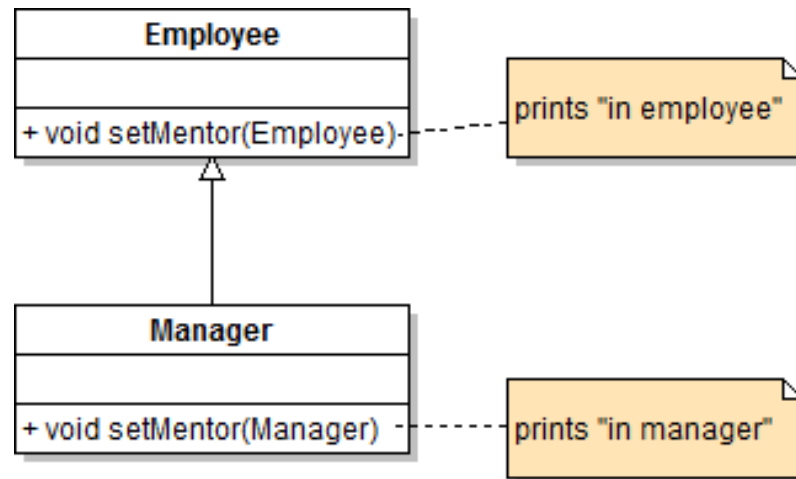 Employee
+ void setMentor(Employee)
prints "in employee"
Manager
+ void setMentor(Manager)
prints "in manager"